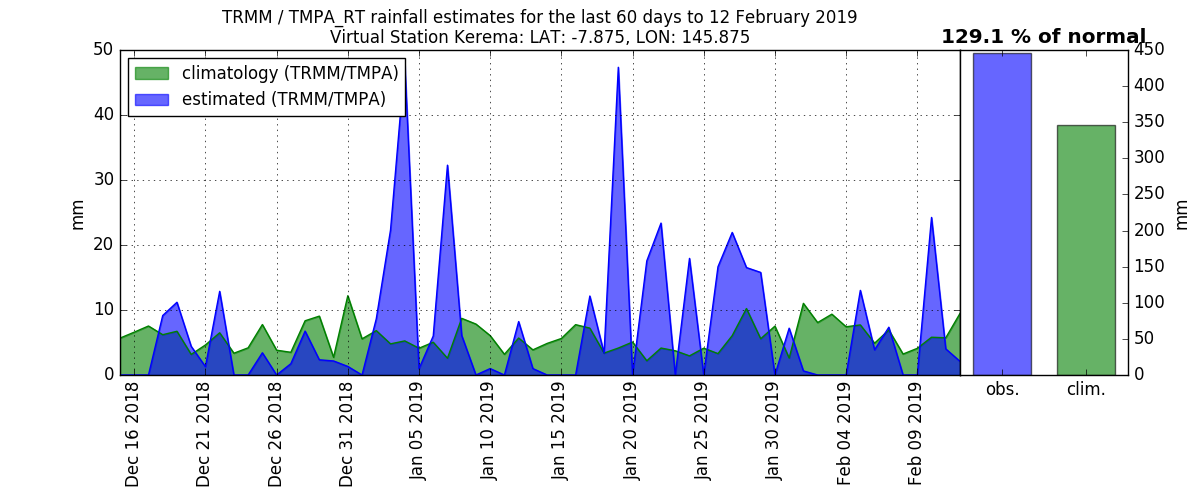 TRMM / TMPA_RT rainfall estimates for the last 60 days to 12 February 2019
Virtual Station Kerema: LAT: -7.875, LON: 145.875
129.1 % of normal
climatology (TRMM/TMPA)
estimated (TRMM/TMPA)
mm
50
40
30
20
10
0
Dec 16 2018
Dec 21 2018
Dec 26 2018
Dec 31 2018
Jan 05 2019
Jan 10 2019
Jan 15 2019
Jan 20 2019
Jan 25 2019
Jan 30 2019
Feb 04 2019
Feb 09 2019
obs.
clim.
450
400
350
300
250
200
150
100
50
0
mm